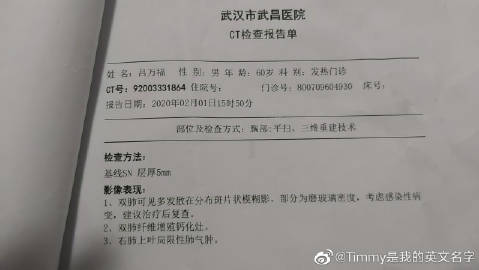 武汉市武昌医院
CT检查报告单
姓名：吕万福 性别：男 年龄：60岁 科别：发热门诊
CT号：92003331864 住院号： 门诊号：800709604930 床号：
报告日期：2020年02月01日15时50分
部位及检查方式：胸部：平扫、三维重建技术
检查方法：
基线SN 层厚5mm
影像表现：
1、双肺可见多发散在分布斑片状模糊影，部分为磨玻璃密度，考虑感染性病
变，建议治疗后复查。
2、双肺纤维增殖钙化灶。
3、右肺上叶局限性肺气肿。
@Timmy是我的英文名字